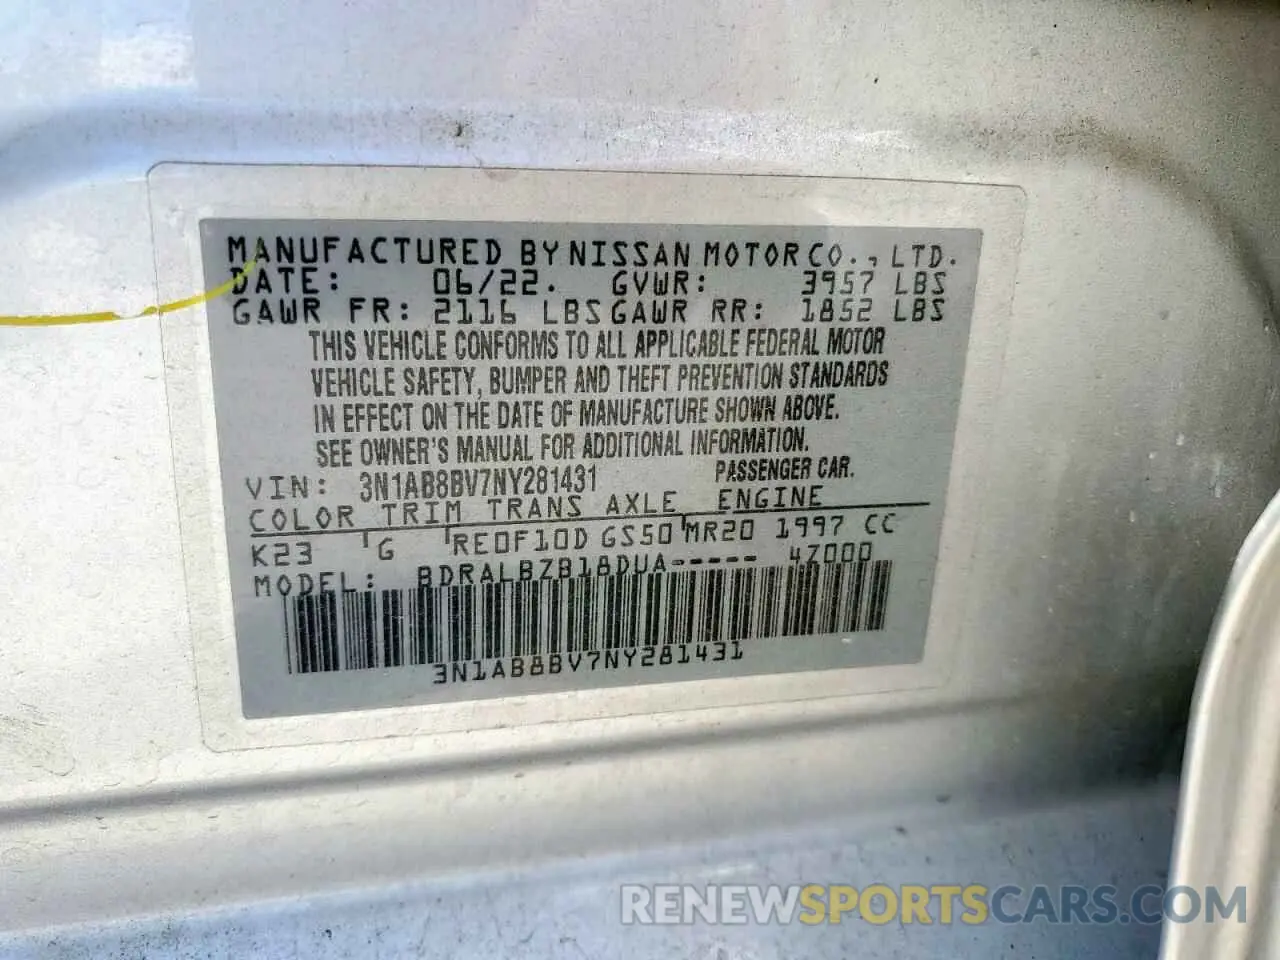 MANUFACTURED BY NISSAN MOTOR CO., LTD.
DATE: 06/22. GVWR: 3957 LBS
GAWR FR: 2116 LBS GAWR RR: 1852 LBS
THIS VEHICLE CONFORMS TO ALL APPLICABLE FEDERAL MOTOR
VEHICLE SAFETY, BUMPER AND THEFT PREVENTION STANDARDS
IN EFFECT ON THE DATE OF MANUFACTURE SHOWN ABOVE.
SEE OWNER'S MANUAL FOR ADDITIONAL INFORMATION.
VIN: 3N1AB8BV7NY281431 PASSENGER CAR.
COLOR TRIM TRANS AXLE ENGINE
K23 G RE0F10D GS50 MR20 1997 CC
MODEL: BDRALBZB18DUA----- 4Z000
3N1AB8BV7NY281431
RENEWSPORTSCARS.COM